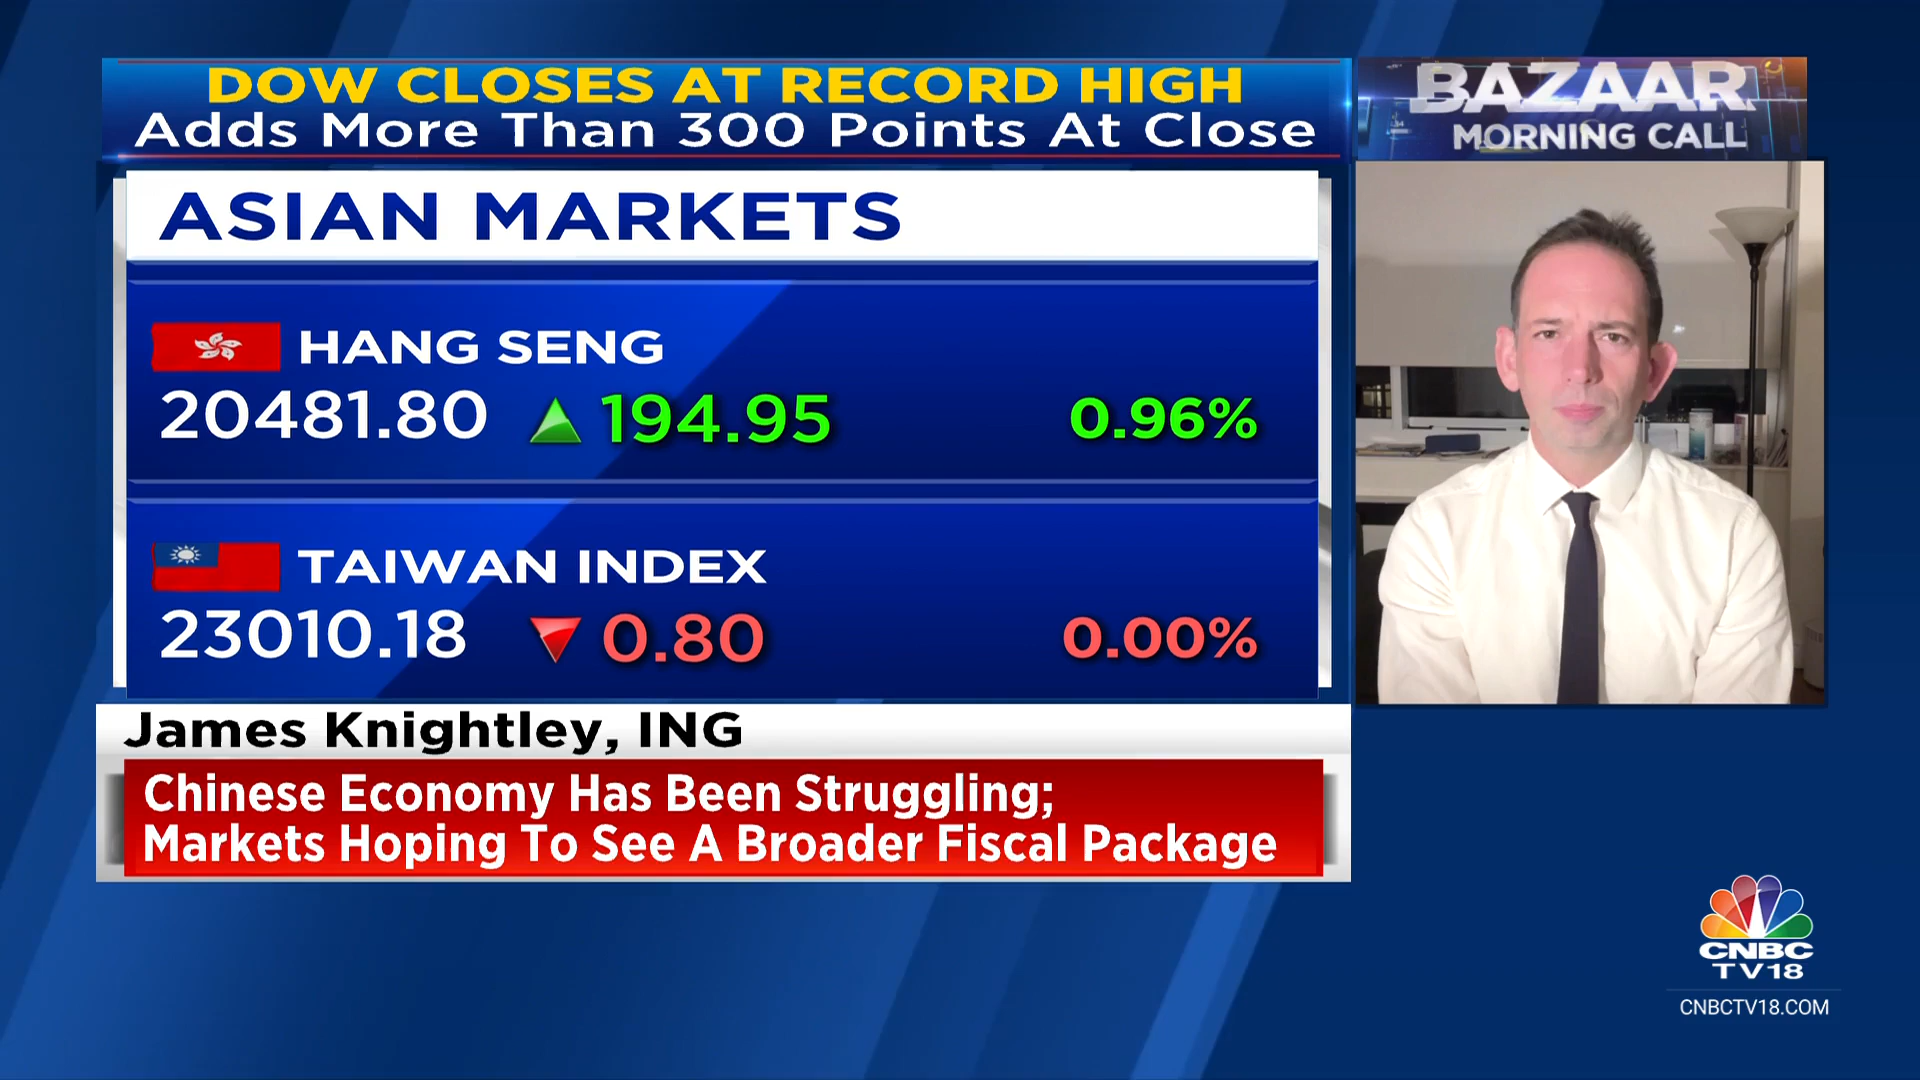 DOW CLOSES AT RECORD HIGH
Adds More Than 300 Points At Close
BAZAAR
MORNING CALL
ASIAN MARKETS
HANG SENG
20481.80 194.95 0.96%
TAIWAN INDEX
23010.18 0.80 0.00%
James Knightley, ING
Chinese Economy Has Been Struggling;
Markets Hoping To See A Broader Fiscal Package
CNBC
TV18
CNBCTV18.COM